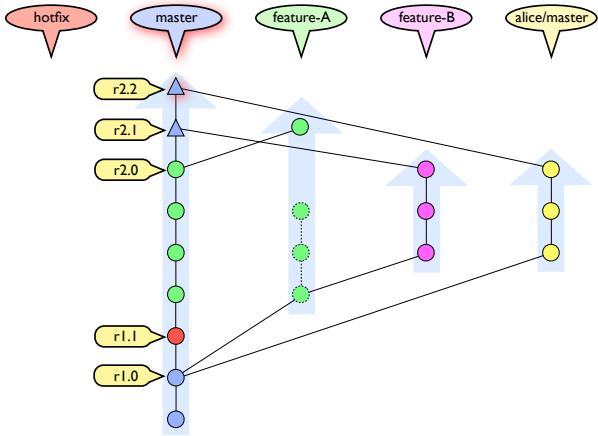 hotfix
master
feature-A
feature-B
alice/master
r2.2
r2.1
r2.0
r1.1
r1.0